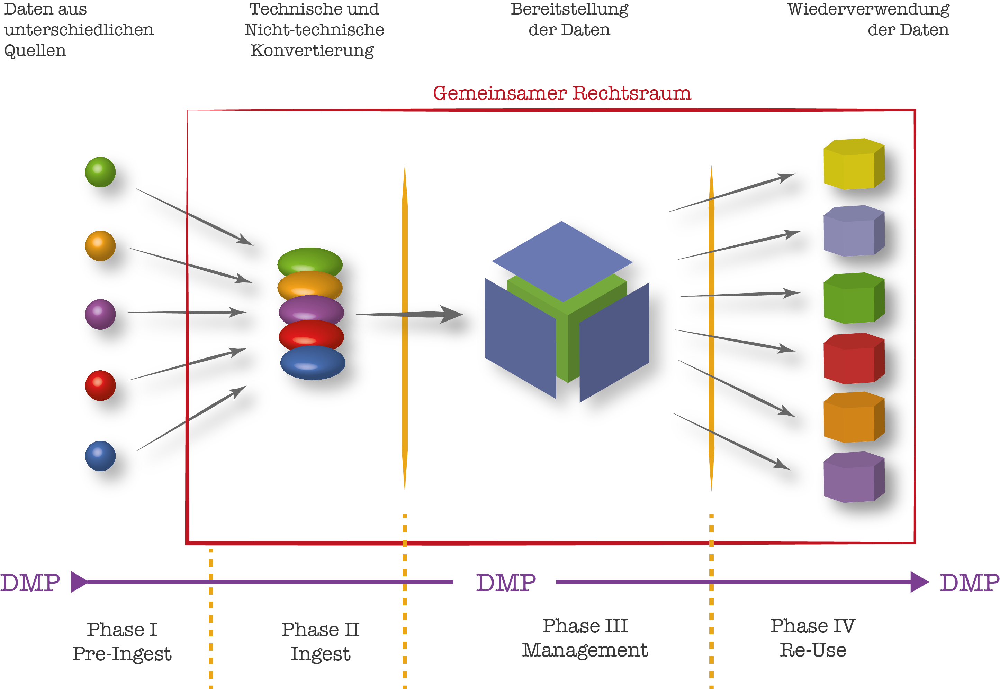 Daten aus
unterschiedlichen
Quellen
Technische und
Nicht-technische
Konvertierung
Bereitstellung
der Daten
Wiederverwendung
der Daten
Gemeinsamer Rechtsraum
DMP
DMP
DMP
Phase I
Pre-Ingest
Phase II
Ingest
Phase III
Management
Phase IV
Re-Use